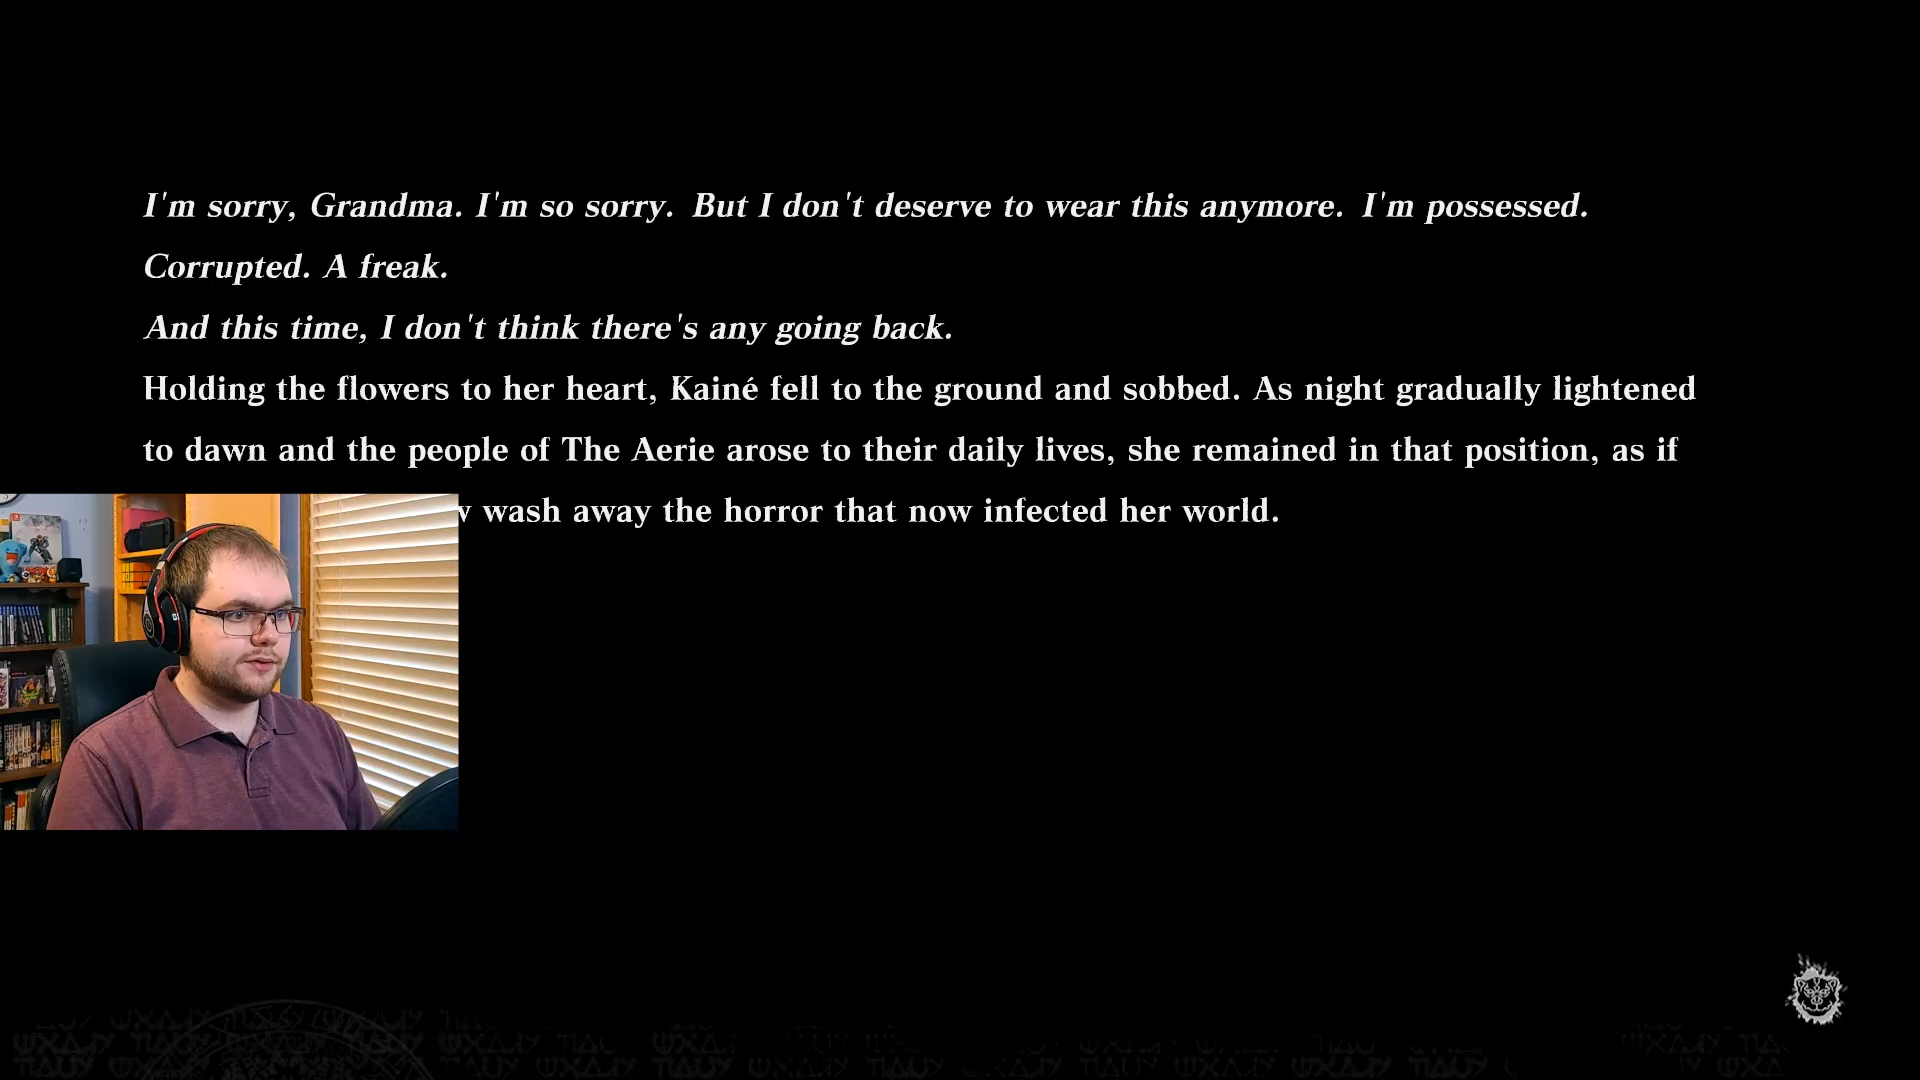 I'm sorry, Grandma. I'm so sorry. But I don't deserve to wear this anymore. I'm possessed.
Corrupted. A freak.
And this time, I don't think there's any going back.
Holding the flowers to her heart, Kainé fell to the ground and sobbed. As night gradually lightened
to dawn and the people of The Aerie arose to their daily lives, she remained in that position, as if
wash away the horror that now infected her world.